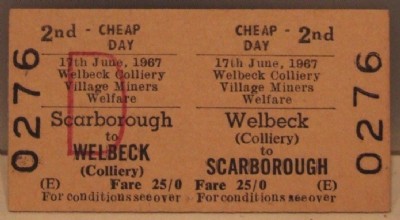 0276
2nd - CHEAP
DAY
17th June, 1967
Welbeck Colliery
Village Miners
Welfare
Scarborough
to
WELBECK
(Colliery)
(E) Fare 25/0
For conditions see over
D
CHEAP - 2nd
DAY
17th June, 1967
Welbeck Colliery
Village Miners
Welfare
Welbeck
(Colliery)
to
SCARBOROUGH
Fare 25/0 (E)
For conditions see over
0276